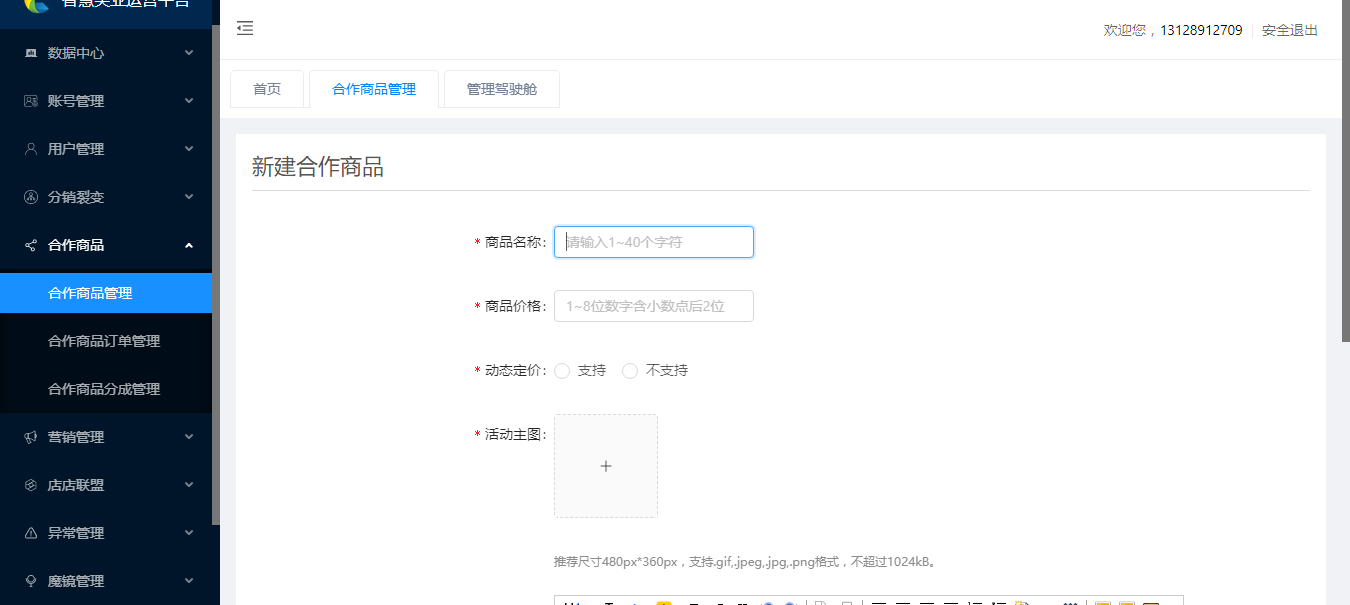 智慧美业运营平台
数据中心
账号管理
用户管理
分销裂变
合作商品
合作商品管理
合作商品订单管理
合作商品分成管理
营销管理
店店联盟
异常管理
魔镜管理
欢迎您，13128912709 安全退出
首页 合作商品管理 管理驾驶舱
新建合作商品
* 商品名称: 请输入1~40个字符
* 商品价格: 1~8位数字含小数点后2位
* 动态定价: 支持 不支持
* 活动主图:
+
推荐尺寸480px*360px，支持.gif,.jpeg,.jpg,.png格式，不超过1024kB。